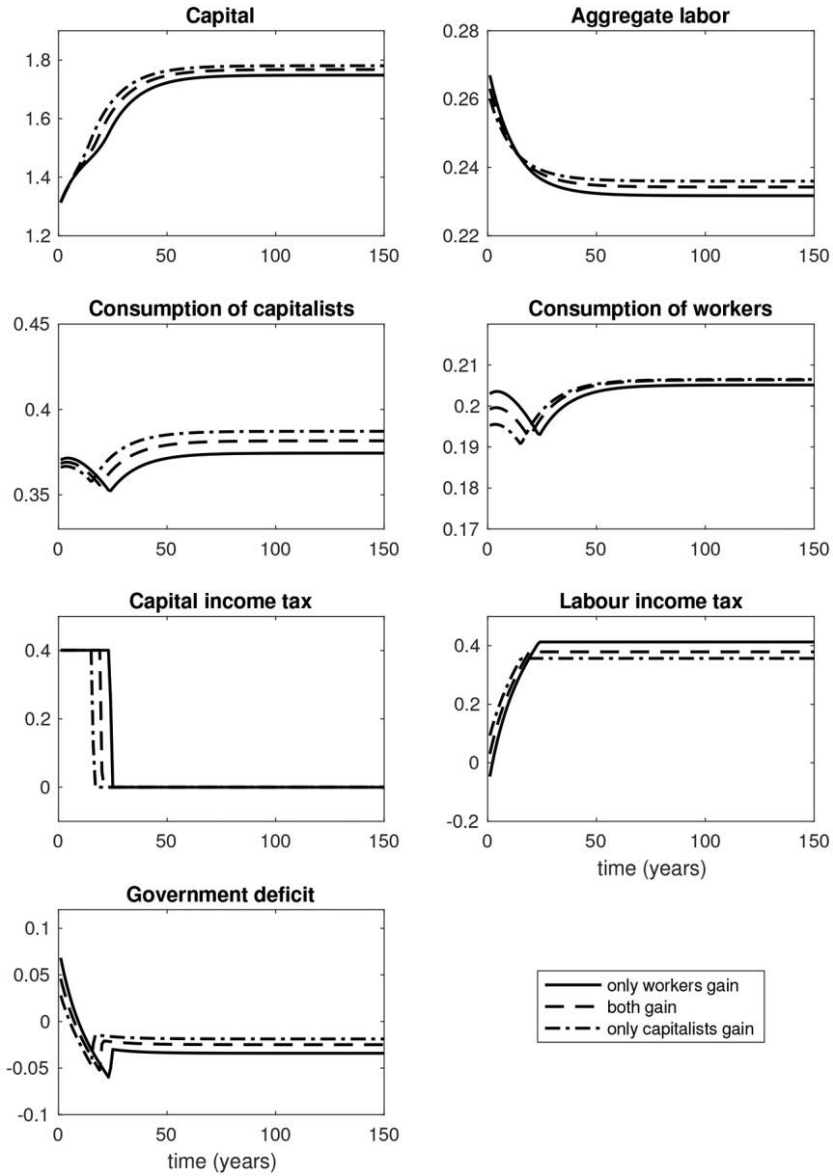 Capital
1.8
1.6
1.4
1.2
0 50 100 150
Aggregate labor
0.28
0.26
0.24
0.22
0 50 100 150
Consumption of capitalists
0.45
0.4
0.35
0 50 100 150
Consumption of workers
0.21
0.2
0.19
0.18
0.17
0 50 100 150
Capital income tax
0.4
0.2
0
0 50 100 150
Labour income tax
0.4
0.2
0
-0.2
0 50 100 150
time (years)
Government deficit
0.1
0.05
0
-0.05
-0.1
0 50 100 150
time (years)
only workers gain
both gain
only capitalists gain